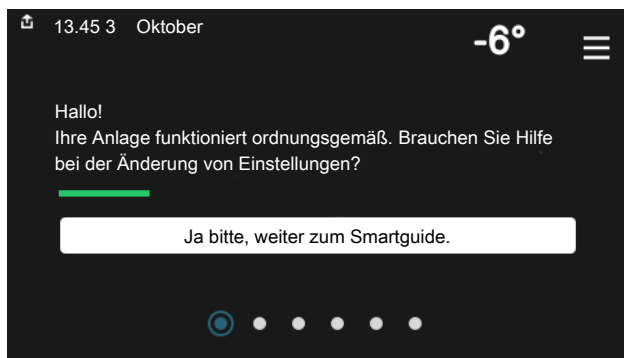 13.45 3 Oktober
-6°
Hallo!
Ihre Anlage funktioniert ordnungsgemäß. Brauchen Sie Hilfe
bei der Änderung von Einstellungen?
Ja bitte, weiter zum Smartguide.